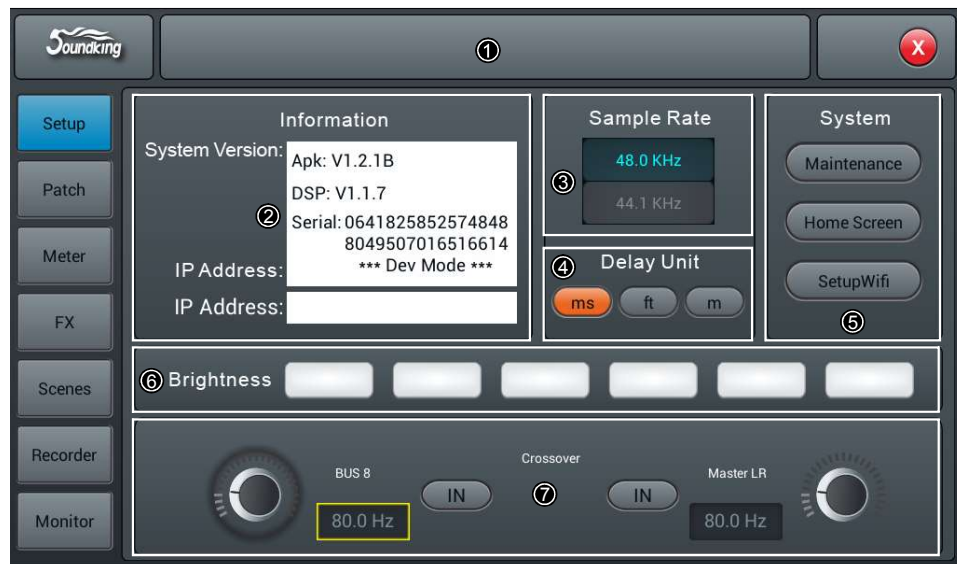 Soundking
①
X
Setup
Patch
Meter
FX
Scenes
Recorder
Monitor
Information
System Version:
Apk: V1.2.1B
DSP: V1.1.7
②
Serial: 0641825852574848
8049507016516614
IP Address:
*** Dev Mode ***
IP Address:
Sample Rate
③
48.0 KHz
44.1 KHz
④
Delay Unit
ms
ft
m
System
Maintenance
Home Screen
SetupWifi
⑤
⑥ Brightness
Crossover
BUS 8
80.0 Hz
IN
⑦
IN
Master LR
80.0 Hz